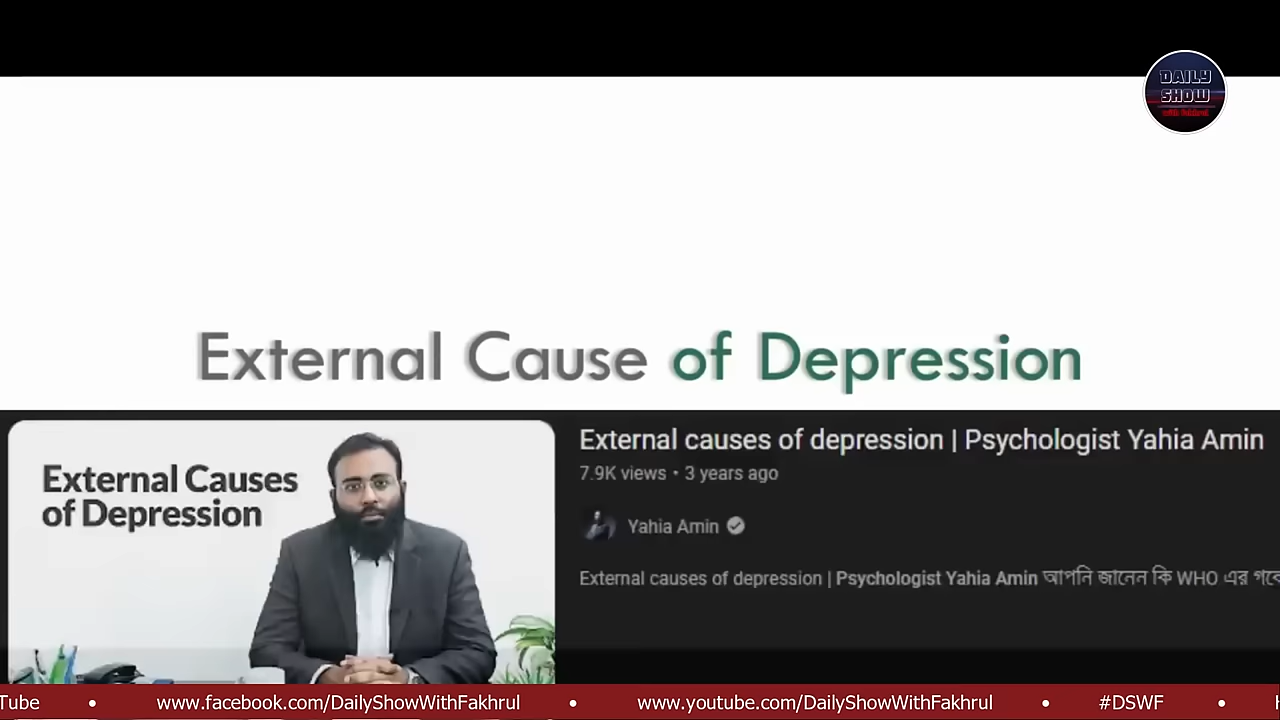 DAILY
SHOW
with fakhrul
External Cause of Depression
External Causes
of Depression
External causes of depression | Psychologist Yahia Amin
7.9K views • 3 years ago
Yahia Amin
External causes of depression | Psychologist Yahia Amin আপনি জানেন কি WHO এর
Tube • www.facebook.com/DailyShowWithFakhrul • www.youtube.com/DailyShowWithFakhrul • #DSWF •